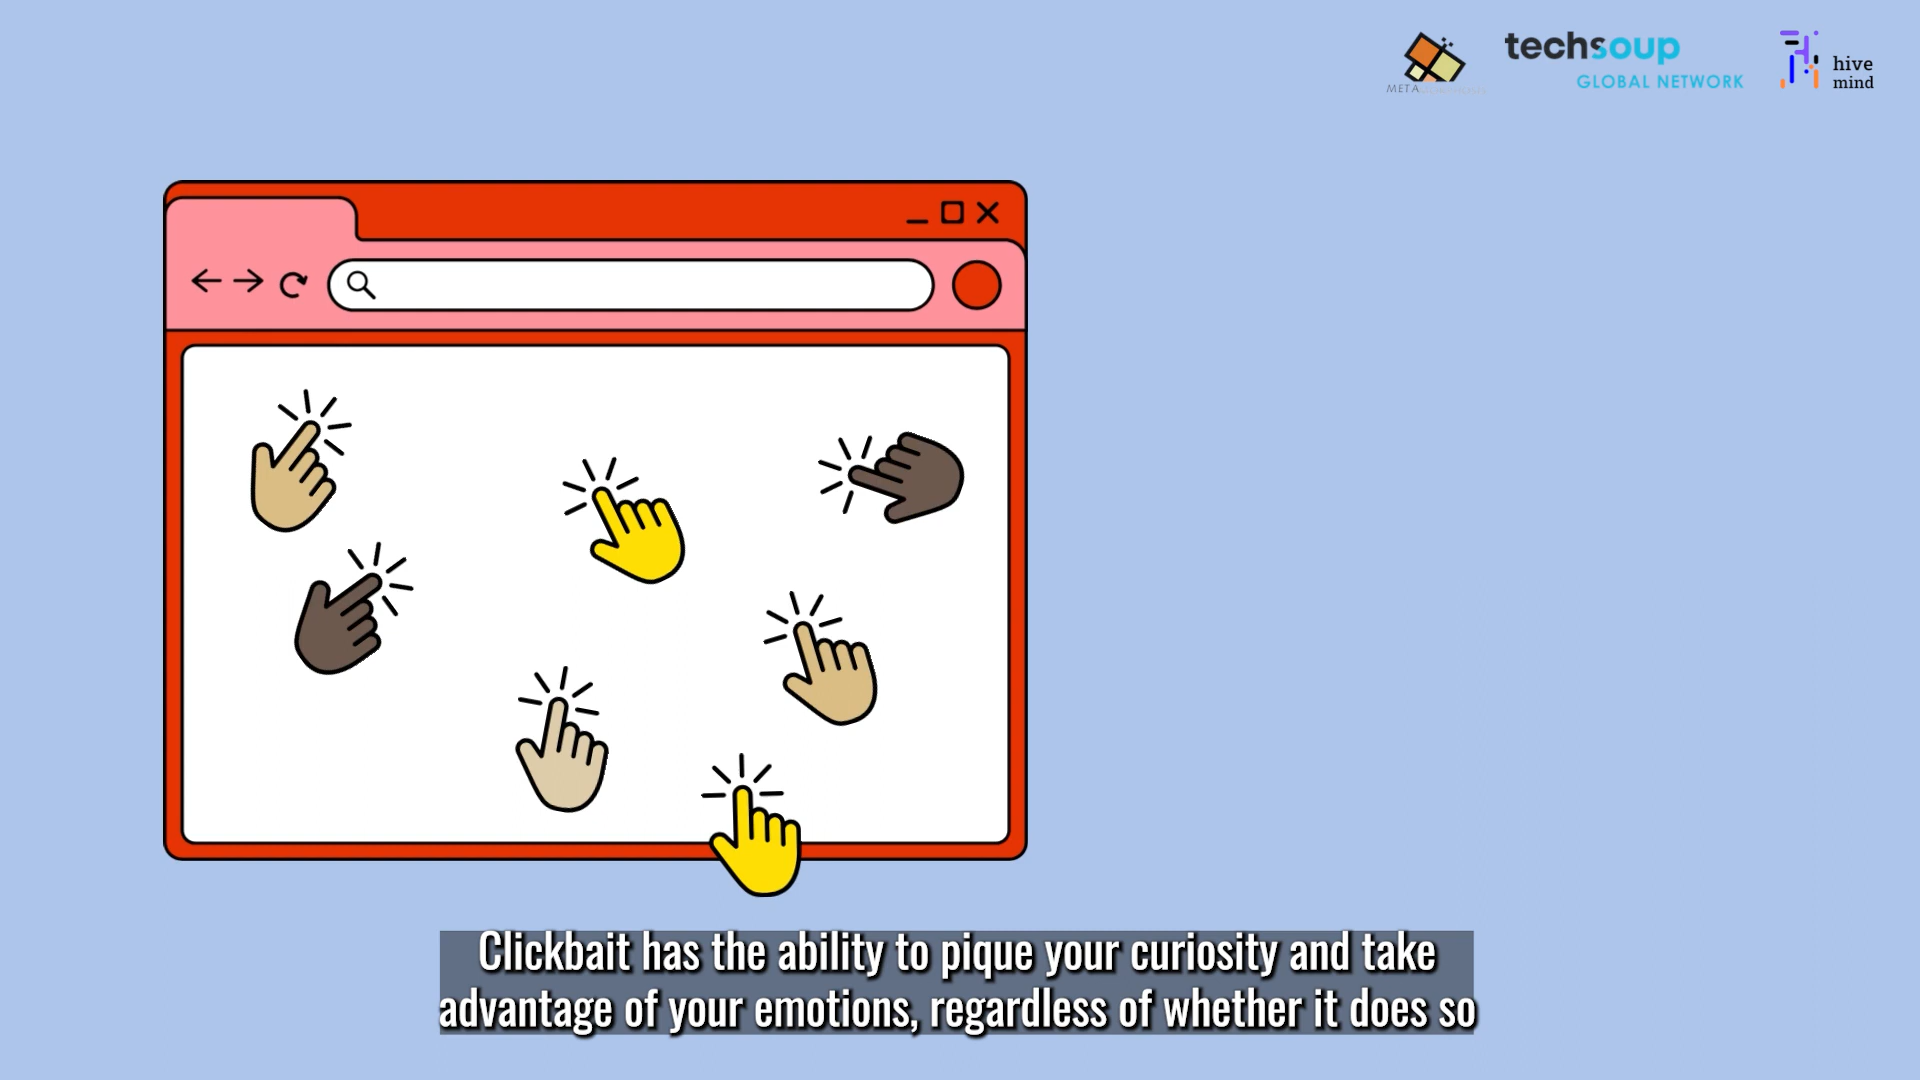 META
techsoup
GLOBAL NETWORK
hive
mind
Clickbait has the ability to pique your curiosity and take
advantage of your emotions, regardless of whether it does so